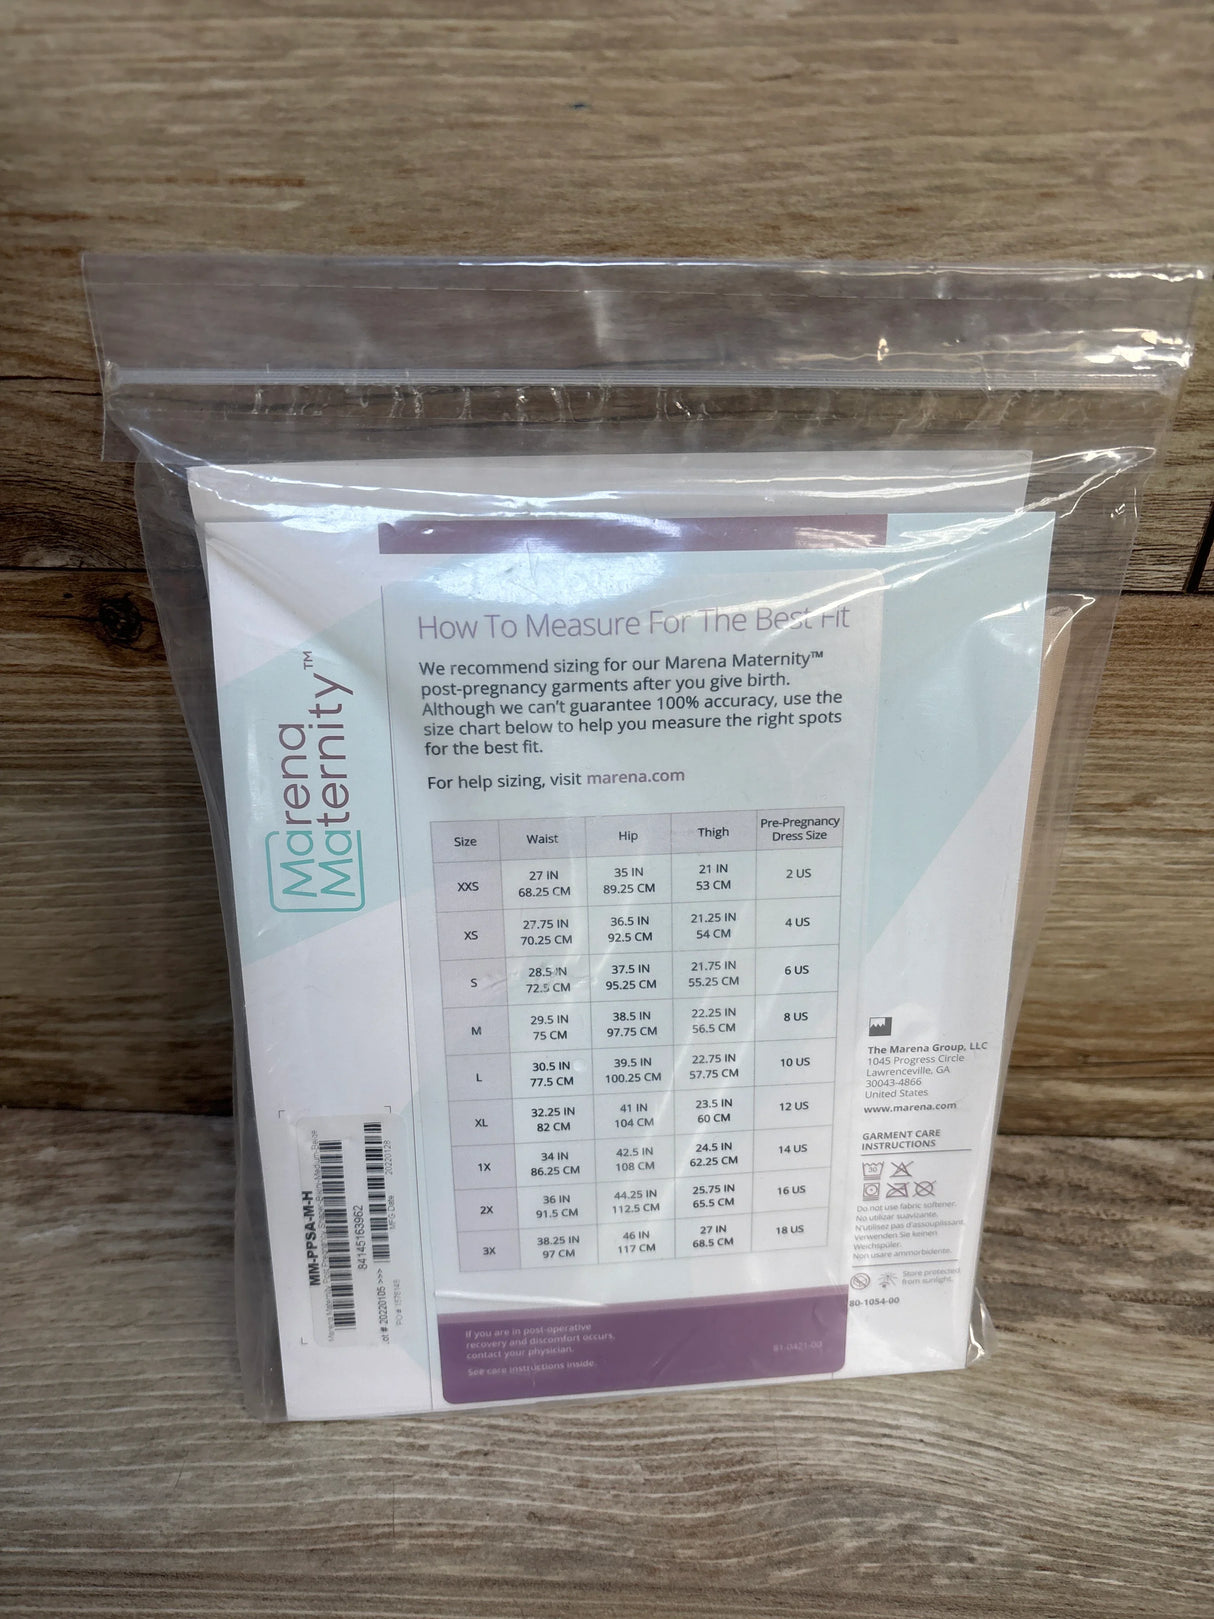 Marena
Maternity™
How To Measure For The Best Fit
We recommend sizing for our Marena Maternity™
post-pregnancy garments after you give birth.
Although we can't guarantee 100% accuracy, use the
size chart below to help you measure the right spots
for the best fit.
For help sizing, visit marena.com
Size Waist Hip Thigh Pre-Pregnancy
Dress Size
XXS 27 IN 35 IN 21 IN 2 US
68.25 CM 89.25 CM 53 CM
XS 27.75 IN 36.5 IN 21.25 IN 4 US
70.25 CM 92.5 CM 54 CM
S 28.5 IN 37.5 IN 21.75 IN 6 US
72.5 CM 95.25 CM 55.25 CM
M 29.5 IN 38.5 IN 22.25 IN 8 US
75 CM 97.75 CM 56.5 CM
L 30.5 IN 39.5 IN 22.75 IN 10 US
77.5 CM 100.25 CM 57.75 CM
XL 32.25 IN 41 IN 23.5 IN 12 US
82 CM 104 CM 60 CM
1X 34 IN 42.5 IN 24.5 IN 14 US
86.25 CM 108 CM 62.25 CM
2X 36 IN 44.25 IN 25.75 IN 16 US
91.5 CM 112.5 CM 65.5 CM
3X 38.25 IN 46 IN 27 IN 18 US
97 CM 117 CM 68.5 CM
If you are in post-operative
recovery and discomfort occurs,
contact your physician.
See care instructions inside.
81-0421-00
The Marena Group, LLC
1045 Progress Circle
Lawrenceville, GA
30043-4866
United States
www.marena.com
GARMENT CARE
INSTRUCTIONS
30
Do not use fabric softener.
No utilizar suavizante.
N'utilisez pas d'assouplissant.
Verwenden Sie keinen
Weichspüler.
Non usare ammorbidente.
Store protected
from sunlight.
80-1054-00
MM-PPSA-M-H
Marena Maternity Post Pregnancy
84145163962
Lot # 20220105 >>>
MFG Date 20220128
PO #